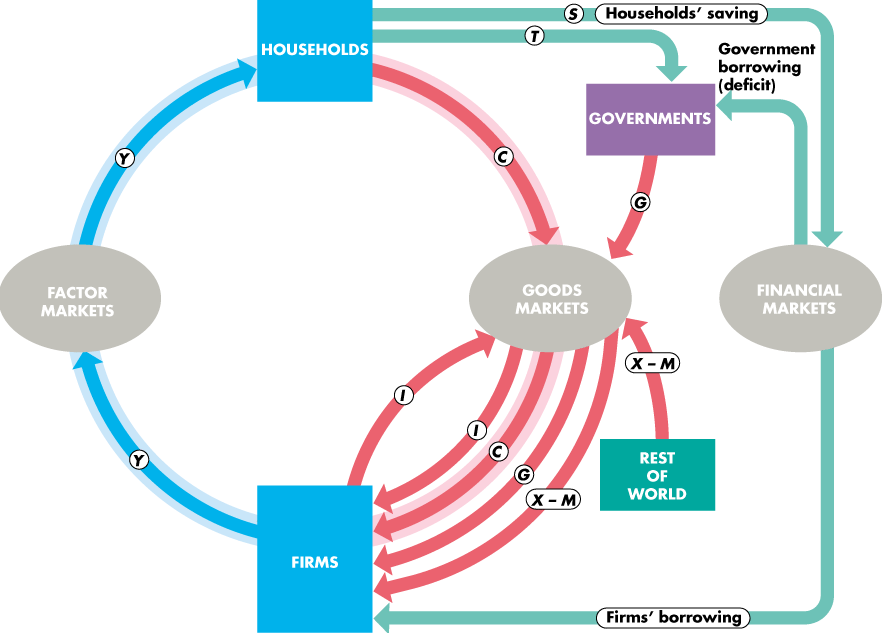 S
Households’ saving
HOUSEHOLDS
T
Government
borrowing
(deficit)
GOVERNMENTS
Y
C
G
FACTOR
MARKETS
GOODS
MARKETS
FINANCIAL
MARKETS
X – M
I
I
Y
C
G
X – M
REST
OF
WORLD
FIRMS
Firms’ borrowing